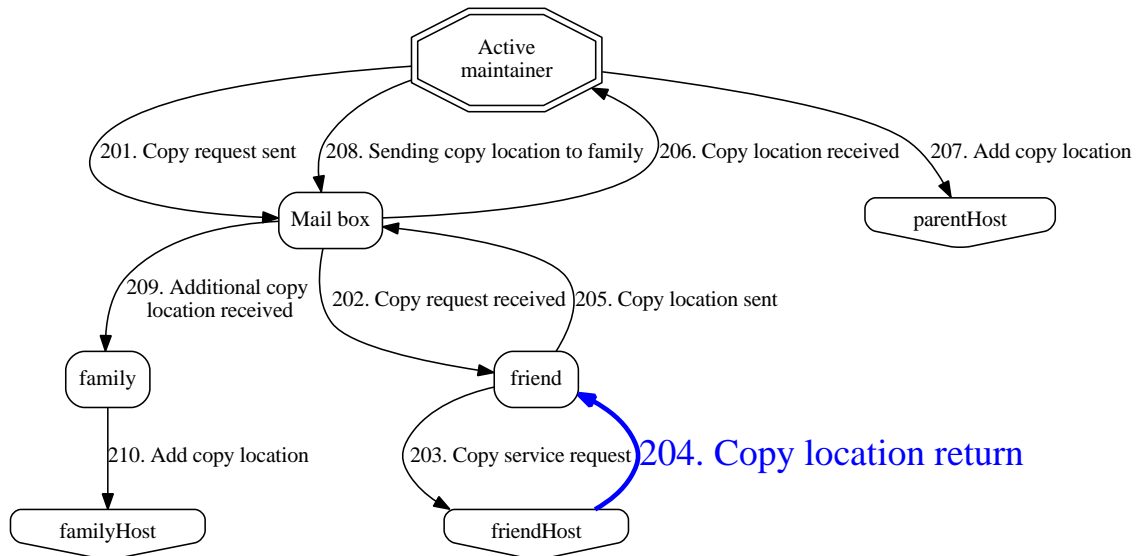 Active
maintainer
201. Copy request sent
208. Sending copy location to family
206. Copy location received
207. Add copy location
Mail box
parentHost
209. Additional copy
location received
202. Copy request received
205. Copy location sent
family
friend
210. Add copy location
203. Copy service request
204. Copy location return
familyHost
friendHost